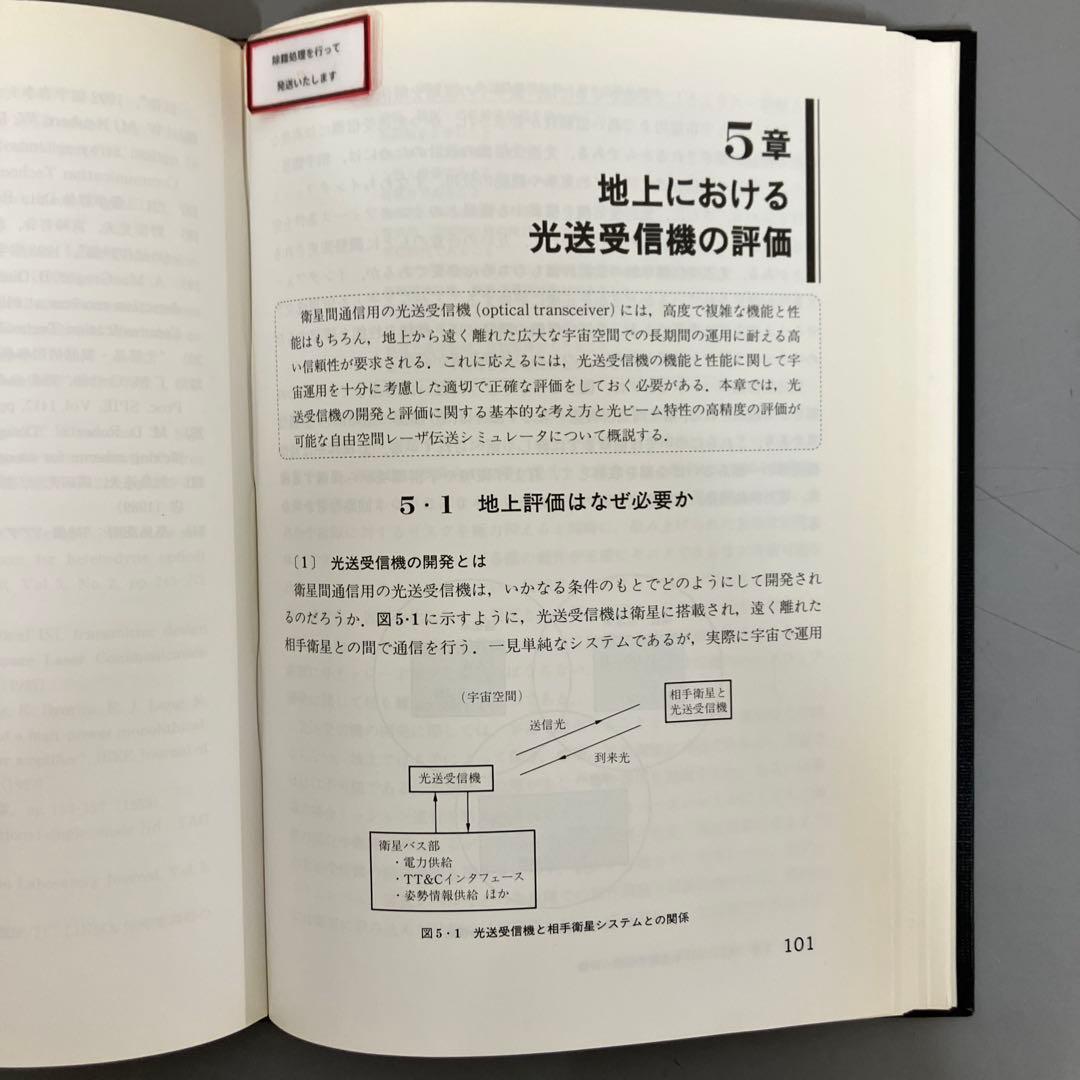 除籍処理を行って
発送いたします
5章
地上における
光送受信機の評価
衛星間通信用の光送受信機 (optical transceiver) には，高度で複雑な機能と性
能はもちろん，地上から遠く離れた広大な宇宙空間での長期間の運用に耐える高
い信頼性が要求される．これに応えるには，光送受信機の機能と性能に関して宇
宙運用を十分に考慮した適切で正確な評価をしておく必要がある．本章では，光
送受信機の開発と評価に関する基本的な考え方と光ビーム特性の高精度の評価が
可能な自由空間レーザ伝送シミュレータについて概説する．
5・1 地上評価はなぜ必要か
〔1〕 光送受信機の開発とは
衛星間通信用の光送受信機は，いかなる条件のもとでどのようにして開発され
るのだろうか．図5・1に示すように，光送受信機は衛星に搭載され，遠く離れた
相手衛星との間で通信を行う．一見単純なシステムであるが，実際に宇宙で運用
（宇宙空間）
相手衛星と
光送受信機
送信光
到来光
光送受信機
衛星バス部
・電力供給
・TT&Cインタフェース
・姿勢情報供給 ほか
図5・1 光送受信機と相手衛星システムとの関係
101